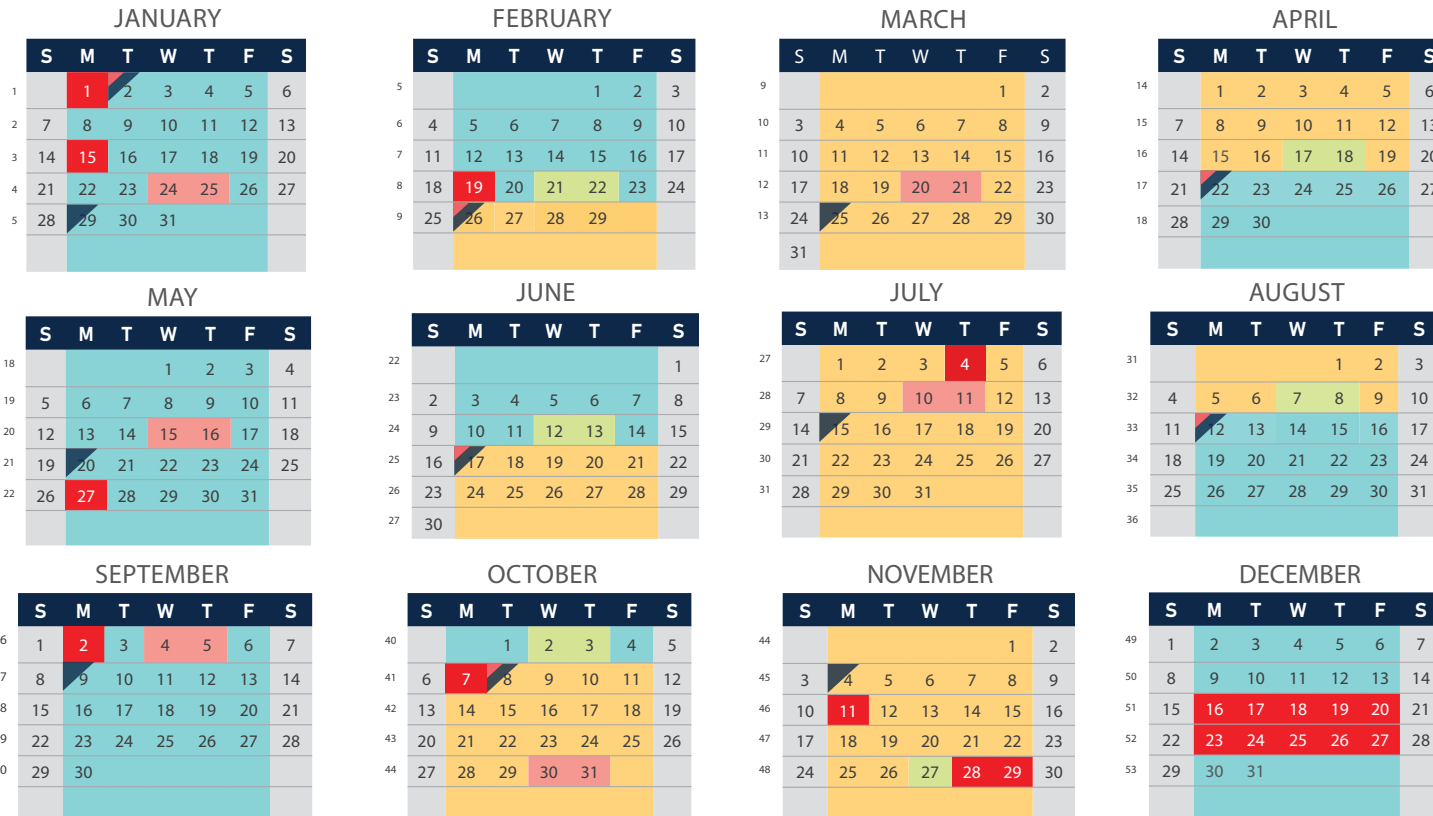 JANUARY
S M T W T F S
1 1 2 3 4 5 6
2 7 8 9 10 11 12 13
3 14 15 16 17 18 19 20
4 21 22 23 24 25 26 27
5 28 29 30 31
FEBRUARY
S M T W T F S
5 1 2 3
6 4 5 6 7 8 9 10
7 11 12 13 14 15 16 17
8 18 19 20 21 22 23 24
9 25 26 27 28 29
MARCH
S M T W T F S
9 1 2
10 3 4 5 6 7 8 9
11 10 11 12 13 14 15 16
12 17 18 19 20 21 22 23
13 24 25 26 27 28 29 30
31
APRIL
S M T W T F S
14 1 2 3 4 5 6
15 7 8 9 10 11 12 13
16 14 15 16 17 18 19 20
17 21 22 23 24 25 26 27
18 28 29 30
MAY
S M T W T F S
18 1 2 3 4
19 5 6 7 8 9 10 11
20 12 13 14 15 16 17 18
21 19 20 21 22 23 24 25
22 26 27 28 29 30 31
JUNE
S M T W T F S
22 1
23 2 3 4 5 6 7 8
24 9 10 11 12 13 14 15
25 16 17 18 19 20 21 22
26 23 24 25 26 27 28 29
27 30
JULY
S M T W T F S
27 1 2 3 4 5 6
28 7 8 9 10 11 12 13
29 14 15 16 17 18 19 20
30 21 22 23 24 25 26 27
31 28 29 30 31
AUGUST
S M T W T F S
31 1 2 3
32 4 5 6 7 8 9 10
33 11 12 13 14 15 16 17
34 18 19 20 21 22 23 24
35 25 26 27 28 29 30 31
36
SEPTEMBER
S M T W T F S
6 1 2 3 4 5 6 7
7 8 9 10 11 12 13 14
8 15 16 17 18 19 20 21
9 22 23 24 25 26 27 28
0 29 30
OCTOBER
S M T W T F S
40 1 2 3 4 5
41 6 7 8 9 10 11 12
42 13 14 15 16 17 18 19
43 20 21 22 23 24 25 26
44 27 28 29 30 31
NOVEMBER
S M T W T F S
44 1 2
45 3 4 5 6 7 8 9
46 10 11 12 13 14 15 16
47 17 18 19 20 21 22 23
48 24 25 26 27 28 29 30
DECEMBER
S M T W T F S
49 1 2 3 4 5 6 7
50 8 9 10 11 12 13 14
51 15 16 17 18 19 20 21
52 22 23 24 25 26 27 28
53 29 30 31